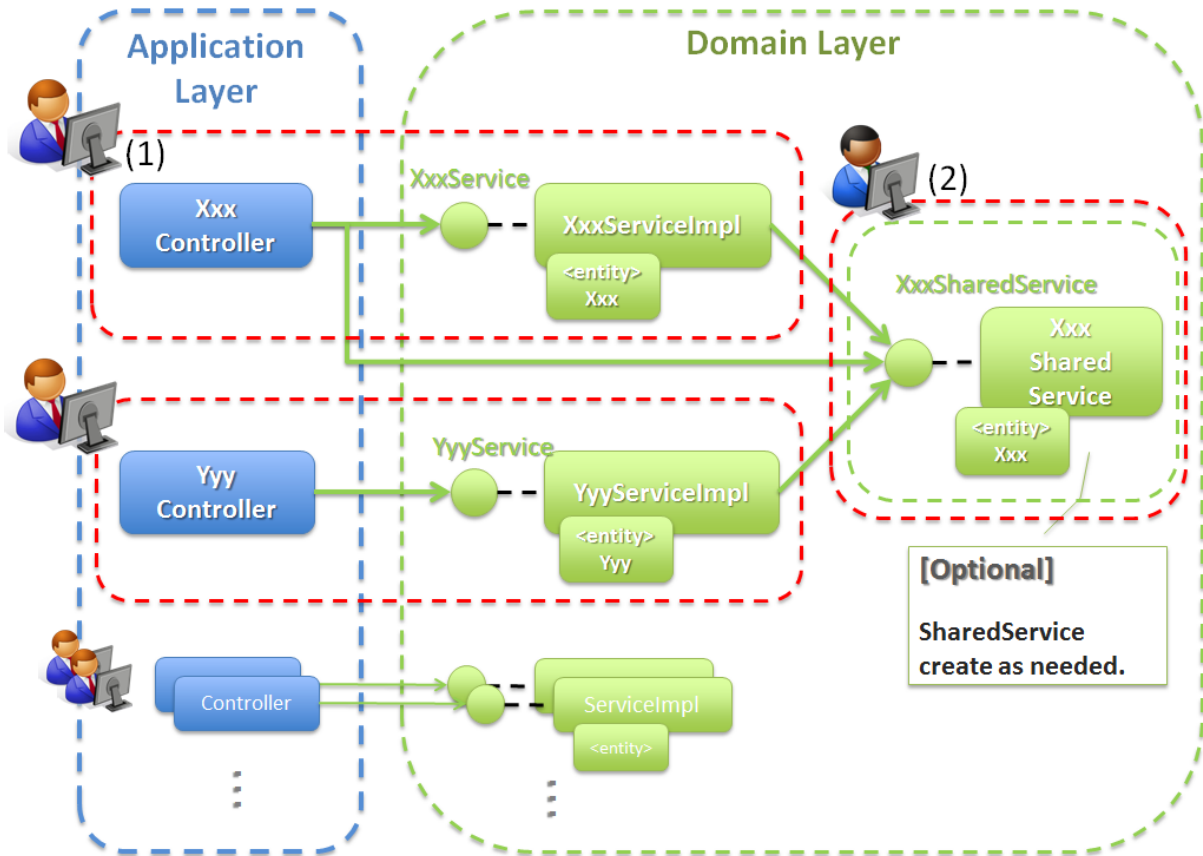 Application
Layer
Domain Layer
(1)
Xxx
Controller
XxxService
XxxServiceImpl
<entity>
Xxx
(2)
XxxSharedService
Xxx
Shared
Service
<entity>
Xxx
Yyy
Controller
YyyService
YyyServiceImpl
<entity>
Yyy
[Optional]
SharedService
create as needed.
Controller
ServiceImpl
<entity>